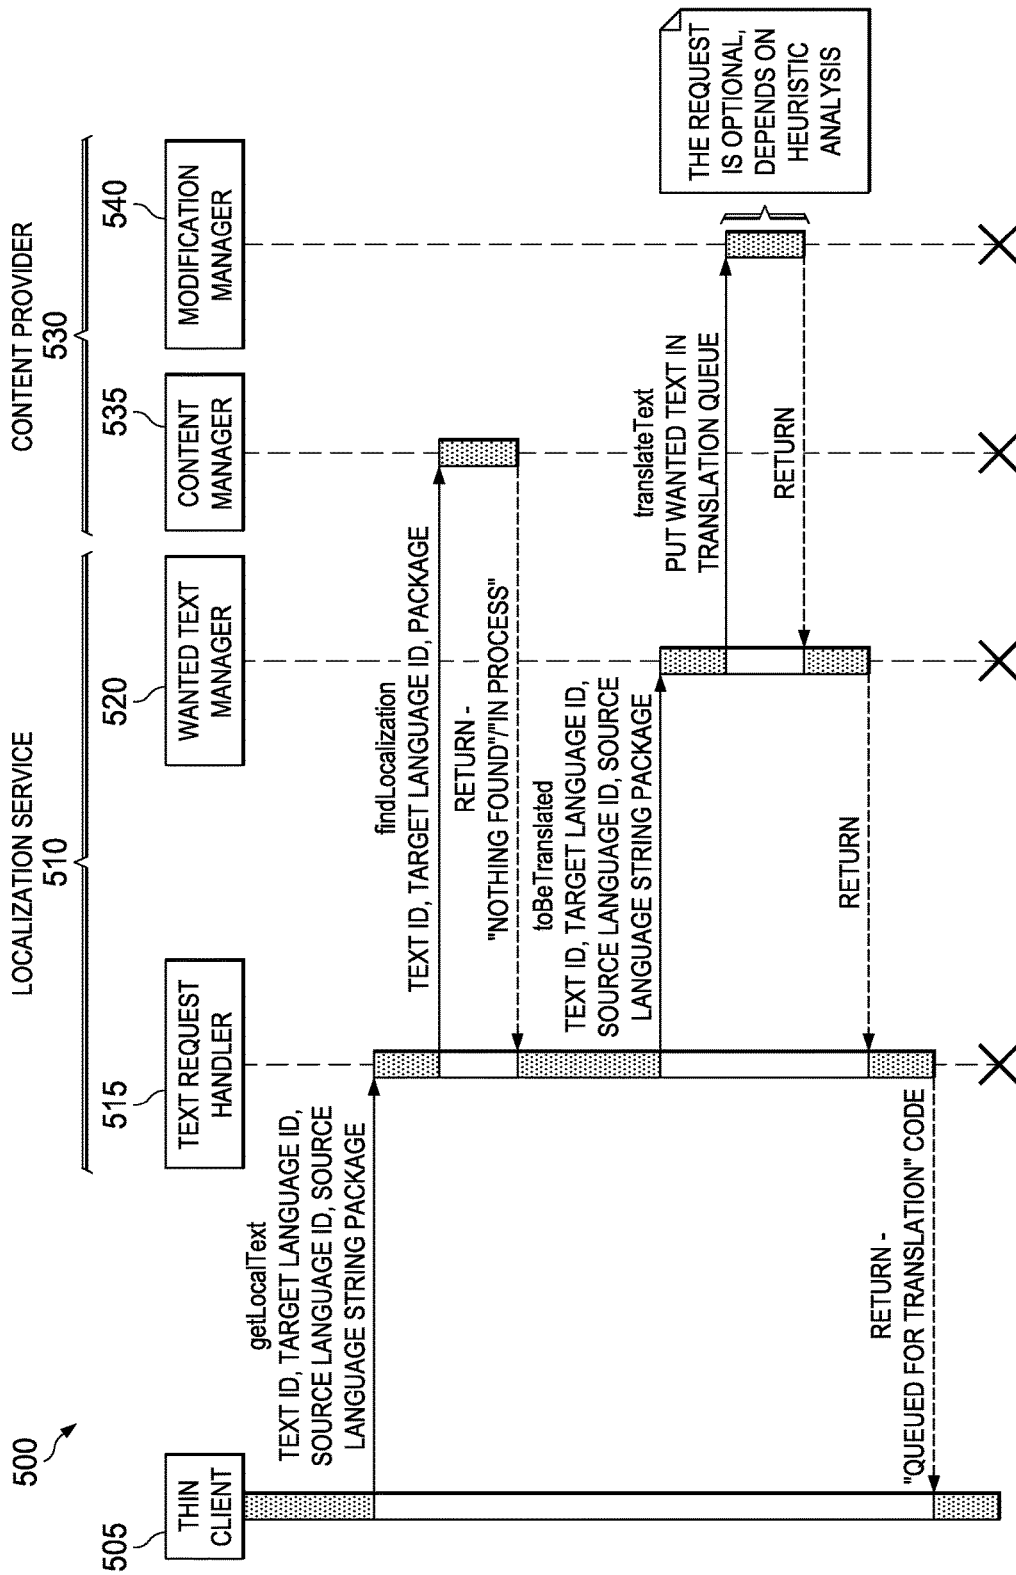 500
LOCALIZATION SERVICE
510
CONTENT PROVIDER
530
505
THIN
CLIENT
515
TEXT REQUEST
HANDLER
520
WANTED TEXT
MANAGER
535
CONTENT
MANAGER
540
MODIFICATION
MANAGER
getLocalText
TEXT ID, TARGET LANGUAGE ID,
SOURCE LANGUAGE ID, SOURCE
LANGUAGE STRING PACKAGE
findLocalization
TEXT ID, TARGET LANGUAGE ID, PACKAGE
RETURN -
"NOTHING FOUND"/"IN PROCESS"
toBeTranslated
TEXT ID, TARGET LANGUAGE ID,
SOURCE LANGUAGE ID, SOURCE
LANGUAGE STRING PACKAGE
translateText
PUT WANTED TEXT IN
TRANSLATION QUEUE
THE REQUEST
IS OPTIONAL,
DEPENDS ON
HEURISTIC
ANALYSIS
RETURN
RETURN
RETURN -
"QUEUED FOR TRANSLATION" CODE